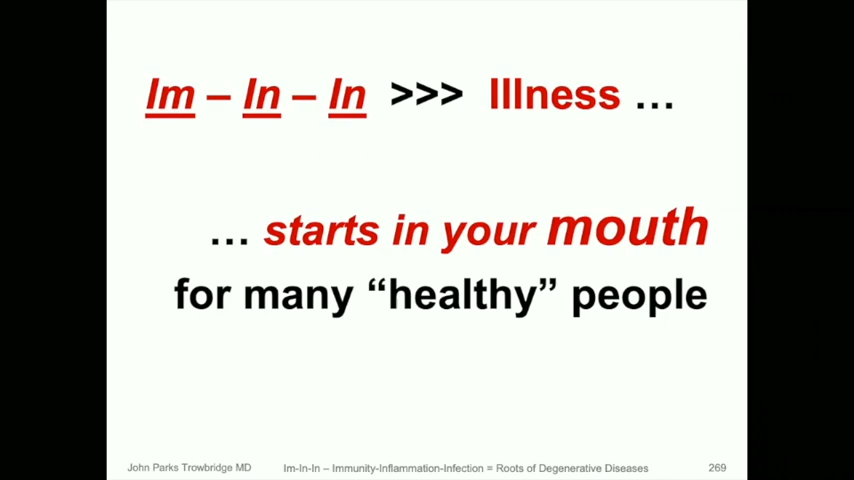 Im – In – In >>> Illness …
… starts in your mouth
for many “healthy” people
John Parks Trowbridge MD Im-In-In – Immunity-Inflammation-Infection = Roots of Degenerative Diseases 269